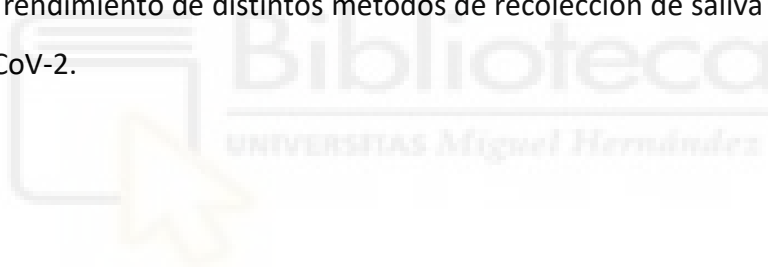 rendimiento de distintos métodos de recolección de saliva
CoV-2.
Biblioteca
UNIVERSITAS Miguel Hernández